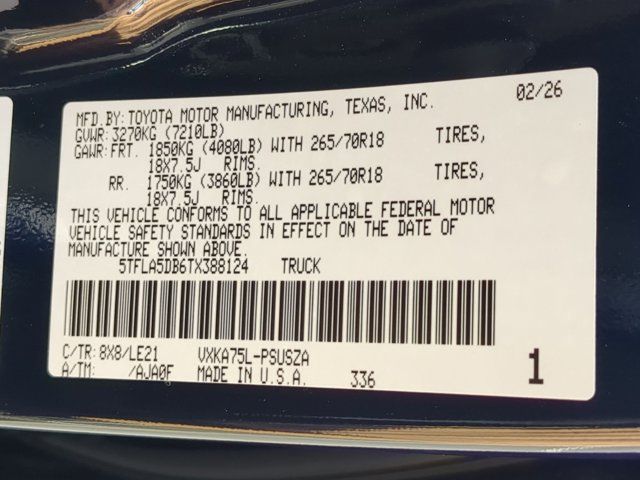 MFD.BY: TOYOTA MOTOR MANUFACTURING, TEXAS, INC. 02/26
GVWR: 3270KG (7210LB)
GAWR: FRT. 1850KG (4080LB) WITH 265/70R18 TIRES,
18X7.5J RIMS.
RR. 1750KG (3860LB) WITH 265/70R18 TIRES,
18X7.5J RIMS.
THIS VEHICLE CONFORMS TO ALL APPLICABLE FEDERAL MOTOR
VEHICLE SAFETY STANDARDS IN EFFECT ON THE DATE OF
MANUFACTURE SHOWN ABOVE.
5TFLA5DB6TX388124 TRUCK
C/TR: 8X8/LE21 VXKA75L-PSUSZA
A/TM: /AJA0F MADE IN U.S.A. 336 1